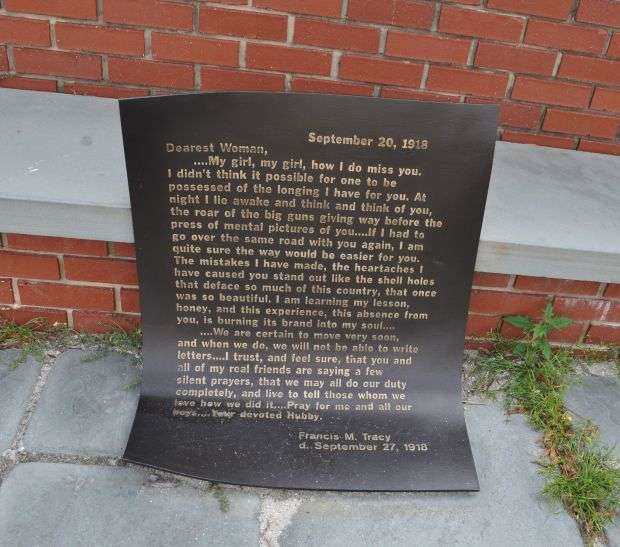 September 20, 1918
Dearest Woman,
....My girl, my girl, how I do miss you.
I didn't think it possible for one to be
possessed of the longing I have for you. At
night I lie awake and think and think of you,
the roar of the big guns giving way before the
press of mental pictures of you....If I had to
go over the same road with you again, I am
quite sure the way would be easier for you.
The mistakes I have made, the heartaches I
have caused you stand out like the shell holes
that deface so much of this country, that once
was so beautiful. I am learning my lesson,
honey, and this experience, this absence from
you, is burning its brand into my soul....
....We are certain to move very soon,
and when we do, we will not be able to write
letters....I trust, and feel sure, that you and
all of my real friends are saying a few
silent prayers, that we may all do our duty
completely, and live to tell those whom we
love how we did it....Pray for me and all our
boys....Your devoted Hubby.
Francis M. Tracy
d. September 27, 1918